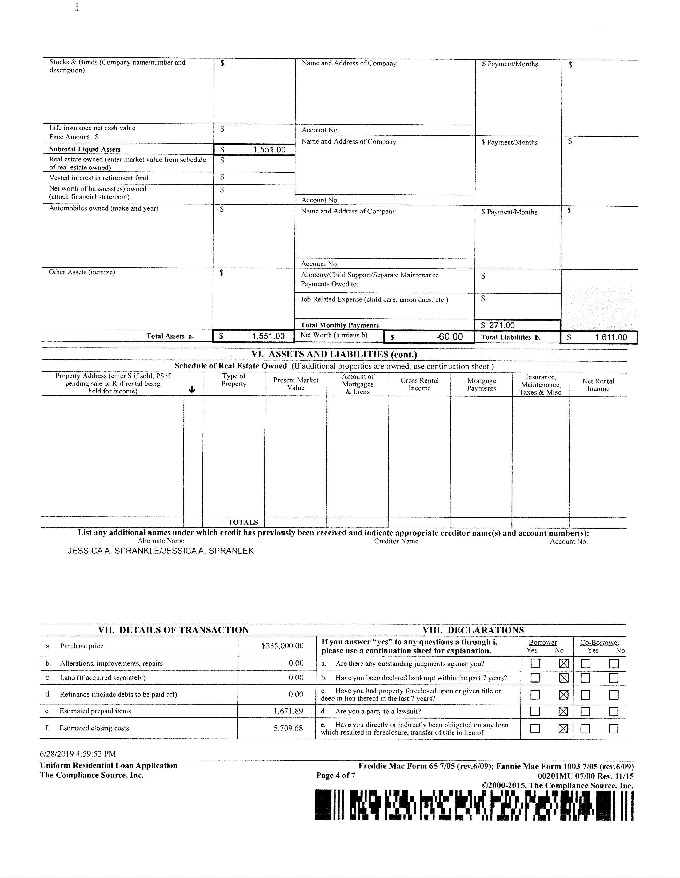 Stocks & Bonds (Company name/number and description) $ Name and Address of Company $ Payment/Months $
Life insurance net cash value $ Account No.
Face Amount $
Subtotal Liquid Assets $ 1,551.00 Name and Address of Company $ Payment/Months $
Real estate owned (enter market value from schedule of real estate owned) $
Vested interest in retirement fund $
Net worth of business(es) owned (attach financial statement) $
Account No.
Automobiles owned (make and year) $ Name and Address of Company $ Payment/Months $
Account No.
Other Assets (itemize) $ Alimony/Child Support/Separate Maintenance Payments Owed to: $
Job-Related Expense (child care, union dues, etc.) $
Total Monthly Payments $ 271.00
Total Assets a. $ 1,551.00 Net Worth (a minus b) $ -60.00 Total Liabilities b. $ 1,611.00
VI. ASSETS AND LIABILITIES (cont.)
Schedule of Real Estate Owned (If additional properties are owned, use continuation sheet.)
Property Address (enter S if sold, PS if pending sale or R if rental being held for income) Type of Property Present Market Value Amount of Mortgages & Liens Gross Rental Income Mortgage Payments Insurance, Maintenance, Taxes & Misc. Net Rental Income
TOTALS
List any additional names under which credit has previously been received and indicate appropriate creditor name(s) and account number(s):
Alternate Name Creditor Name Account No.
JESSICA A. SPRANKLE/JESSICA A. SPRANLEK
VII. DETAILS OF TRANSACTION VIII. DECLARATIONS
a. Purchase price $235,000.00 If you answer "yes" to any questions a through i, please use a continuation sheet for explanation. Borrower Yes No Co-Borrower Yes No
b. Alterations, improvements, repairs 0.00 a. Are there any outstanding judgments against you?
c. Land (if acquired separately) 0.00 b. Have you been declared bankrupt within the past 7 years?
d. Refinance (include debts to be paid off) 0.00 c. Have you had property foreclosed upon or given title or deed in lieu thereof in the last 7 years?
e. Estimated prepaid items 1,671.89 d. Are you a party to a lawsuit?
f. Estimated closing costs 5,709.68 e. Have you directly or indirectly been obligated on any loan which resulted in foreclosure, transfer of title in lieu of
6/28/2019 4:59:53 PM
Uniform Residential Loan Application Freddie Mac Form 65 7/05 (rev.6/09); Fannie Mae Form 1003 7/05 (rev.6/09)
The Compliance Source, Inc. Page 4 of 7 00201MU 07/00 Rev. 11/15
©2000-2015, The Compliance Source, Inc.